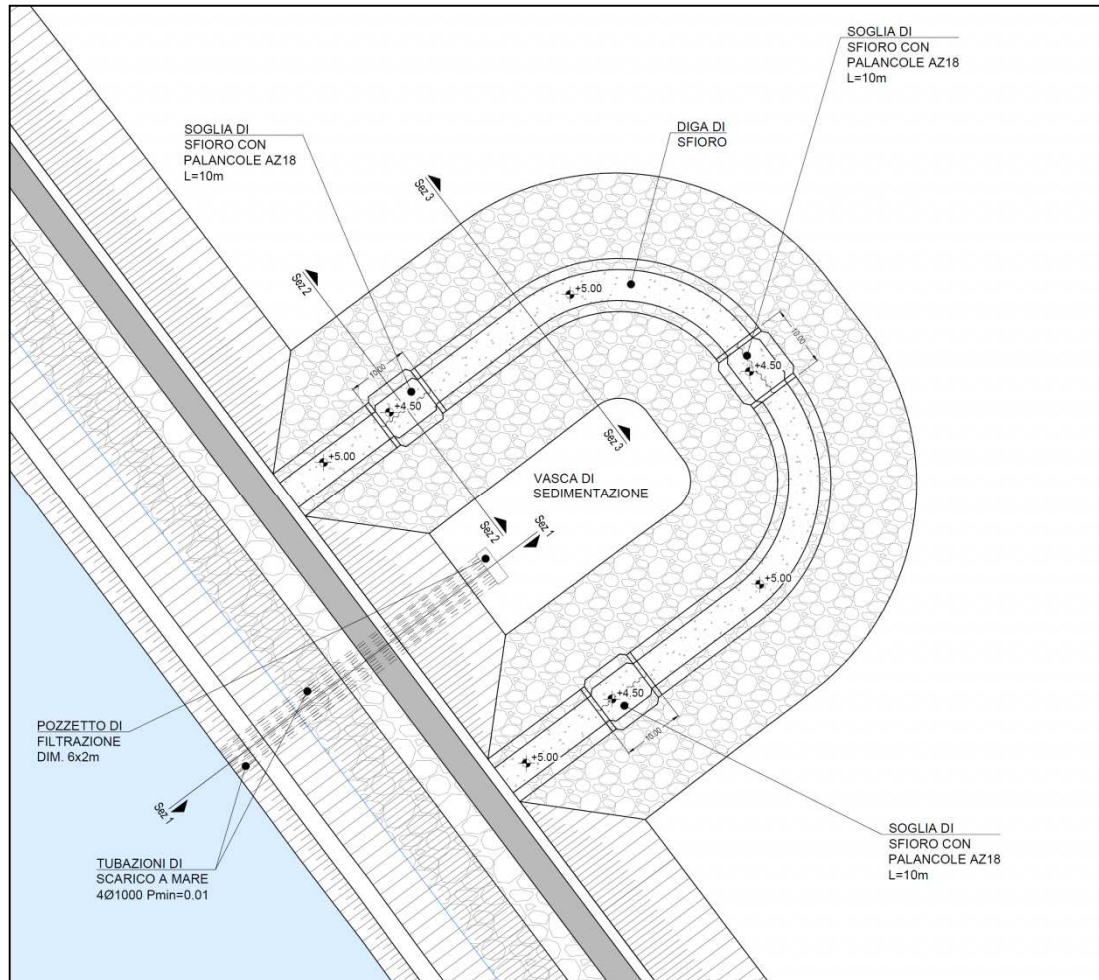 SOGLIA DI
SFIORO CON
PALANCOLE AZ18
L=10m
DIGA DI
SFIORO
SOGLIA DI
SFIORO CON
PALANCOLE AZ18
L=10m
Sez 3
Sez 2
+5.00
10.00
+4.50
10.00
+4.50
+5.00
Sez 3
VASCA DI
SEDIMENTAZIONE
Sez 2
Sez 1
+5.00
+4.50
10.00
+5.00
POZZETTO DI
FILTRAZIONE
DIM. 6x2m
Sez 1
TUBAZIONI DI
SCARICO A MARE
4Ø1000 Pmin=0.01
SOGLIA DI
SFIORO CON
PALANCOLE AZ18
L=10m